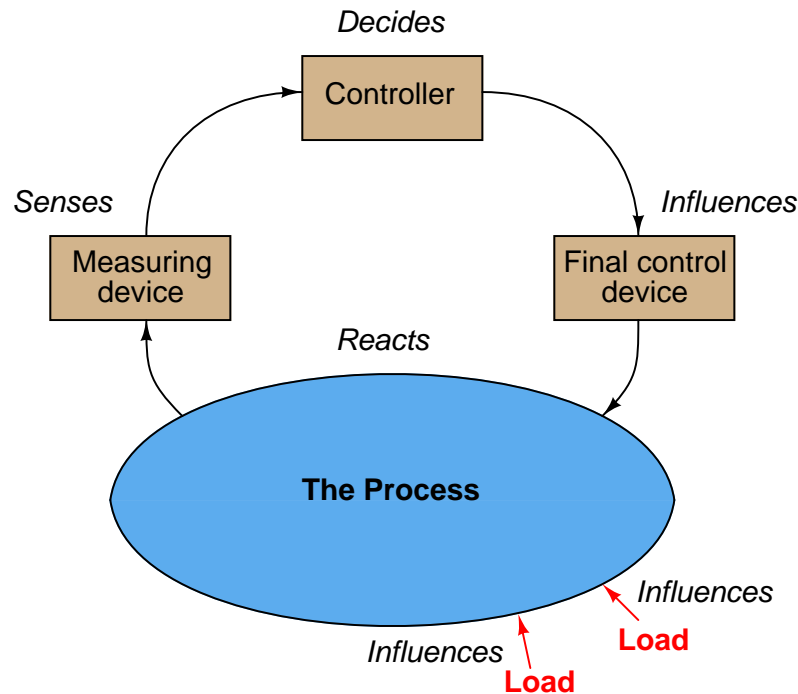 Decides
Controller
Senses
Influences
Measuring
device
Final control
device
Reacts
The Process
Influences
Load
Influences
Load